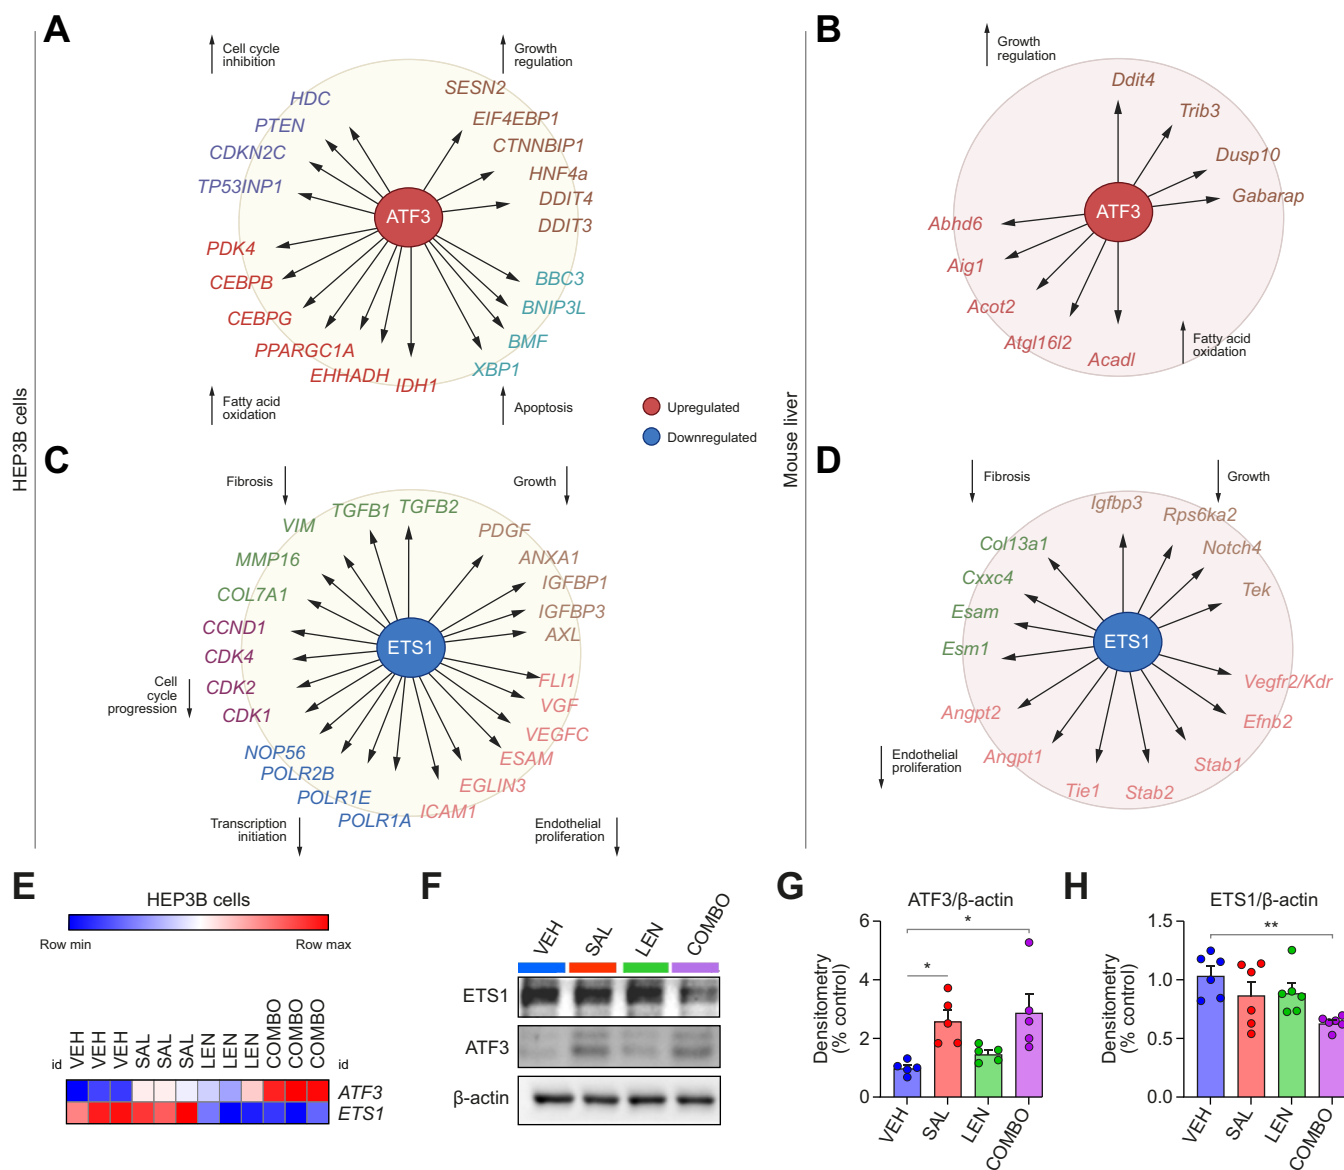 A
HEP3B cells
Cell cycle
inhibition
Growth
regulation
HDC
PTEN
CDKN2C
TP53INP1
SESN2
EIF4EBP1
CTNNBIP1
HNF4a
DDIT4
DDIT3
ATF3
PDK4
CEBPB
CEBPG
PPARGC1A
EHHADH
IDH1
BBC3
BNIP3L
BMF
XBP1
Fatty acid
oxidation
Apoptosis
Upregulated
Downregulated
B
Mouse liver
Growth
regulation
Ddit4
Trib3
Dusp10
Gabarap
ATF3
Abhd6
Aig1
Acot2
Atgl16l2
Acadl
Fatty acid
oxidation
C
Fibrosis
Growth
VIM
TGFB1
TGFB2
MMP16
COL7A1
PDGF
ANXA1
IGFBP1
IGFBP3
AXL
ETS1
CCND1
CDK4
CDK2
CDK1
Cell
cycle
progression
FLI1
VGF
VEGFC
ESAM
EGLIN3
ICAM1
NOP56
POLR2B
POLR1E
POLR1A
Transcription
initiation
Endothelial
proliferation
D
Fibrosis
Growth
Igfbp3
Rps6ka2
Notch4
Tek
Col13a1
Cxxc4
Esam
Esm1
ETS1
Angpt2
Angpt1
Tie1
Stab2
Stab1
Efnb2
Vegfr2/Kdr
Endothelial
proliferation
E
HEP3B cells
Row min
Row max
id
VEH
VEH
VEH
SAL
SAL
SAL
LEN
LEN
LEN
COMBO
COMBO
COMBO
id
ATF3
ETS1
F
VEH
SAL
LEN
COMBO
ETS1
ATF3
β-actin
G
ATF3/β-actin
Densitometry
(% control)
6
4
2
0
*
*
VEH
SAL
LEN
COMBO
H
ETS1/β-actin
Densitometry
(% control)
1.5
1.0
0.5
0.0
**
VEH
SAL
LEN
COMBO